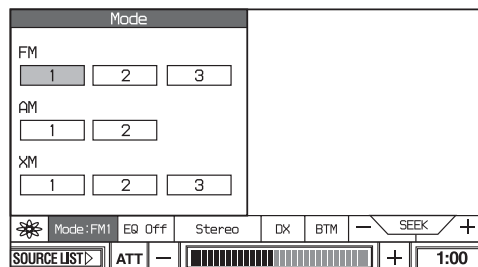 Mode
FM
1 2 3
AM
1 2
XM
1 2 3
Mode:FM1 EQ Off Stereo DX BTM — SEEK +
SOURCE LIST ATT — + 1:00